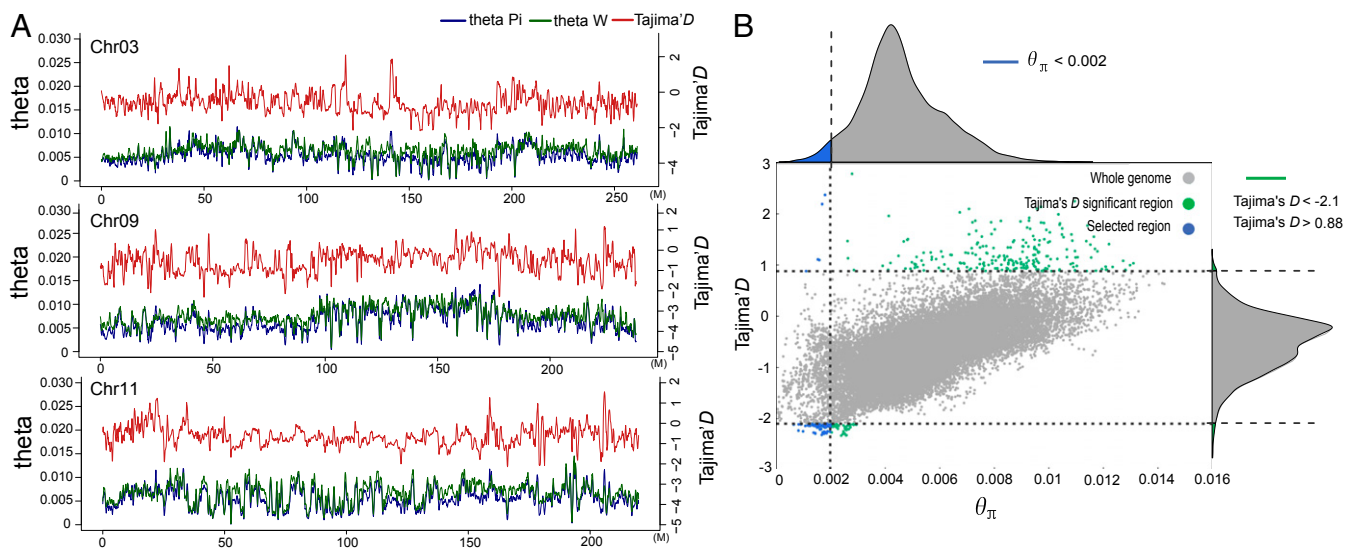 A
theta Pi theta W Tajima'D
Chr03
theta
0.030
0.025
0.020
0.015
0.010
0.005
0
2
0
−2
−4
Tajima'D
0 50 100 150 200 250 (M)
Chr09
theta
0.030
0.025
0.020
0.015
0.010
0.005
0
2
1
0
−1
−2
−3
−4
−5
Tajima'D
0 50 100 150 200 (M)
Chr11
theta
0.030
0.025
0.020
0.015
0.010
0.005
0
2
1
0
−1
−2
−3
−4
−5
Tajima'D
0 50 100 150 200 (M)
B
θπ < 0.002
Whole genome
Tajima's D significant region
Selected region
Tajima's D < -2.1
Tajima's D > 0.88
Tajima'D
3
2
1
0
-1
-2
-3
0 0.002 0.004 0.006 0.008 0.010 0.012 0.014 0.016
θπ